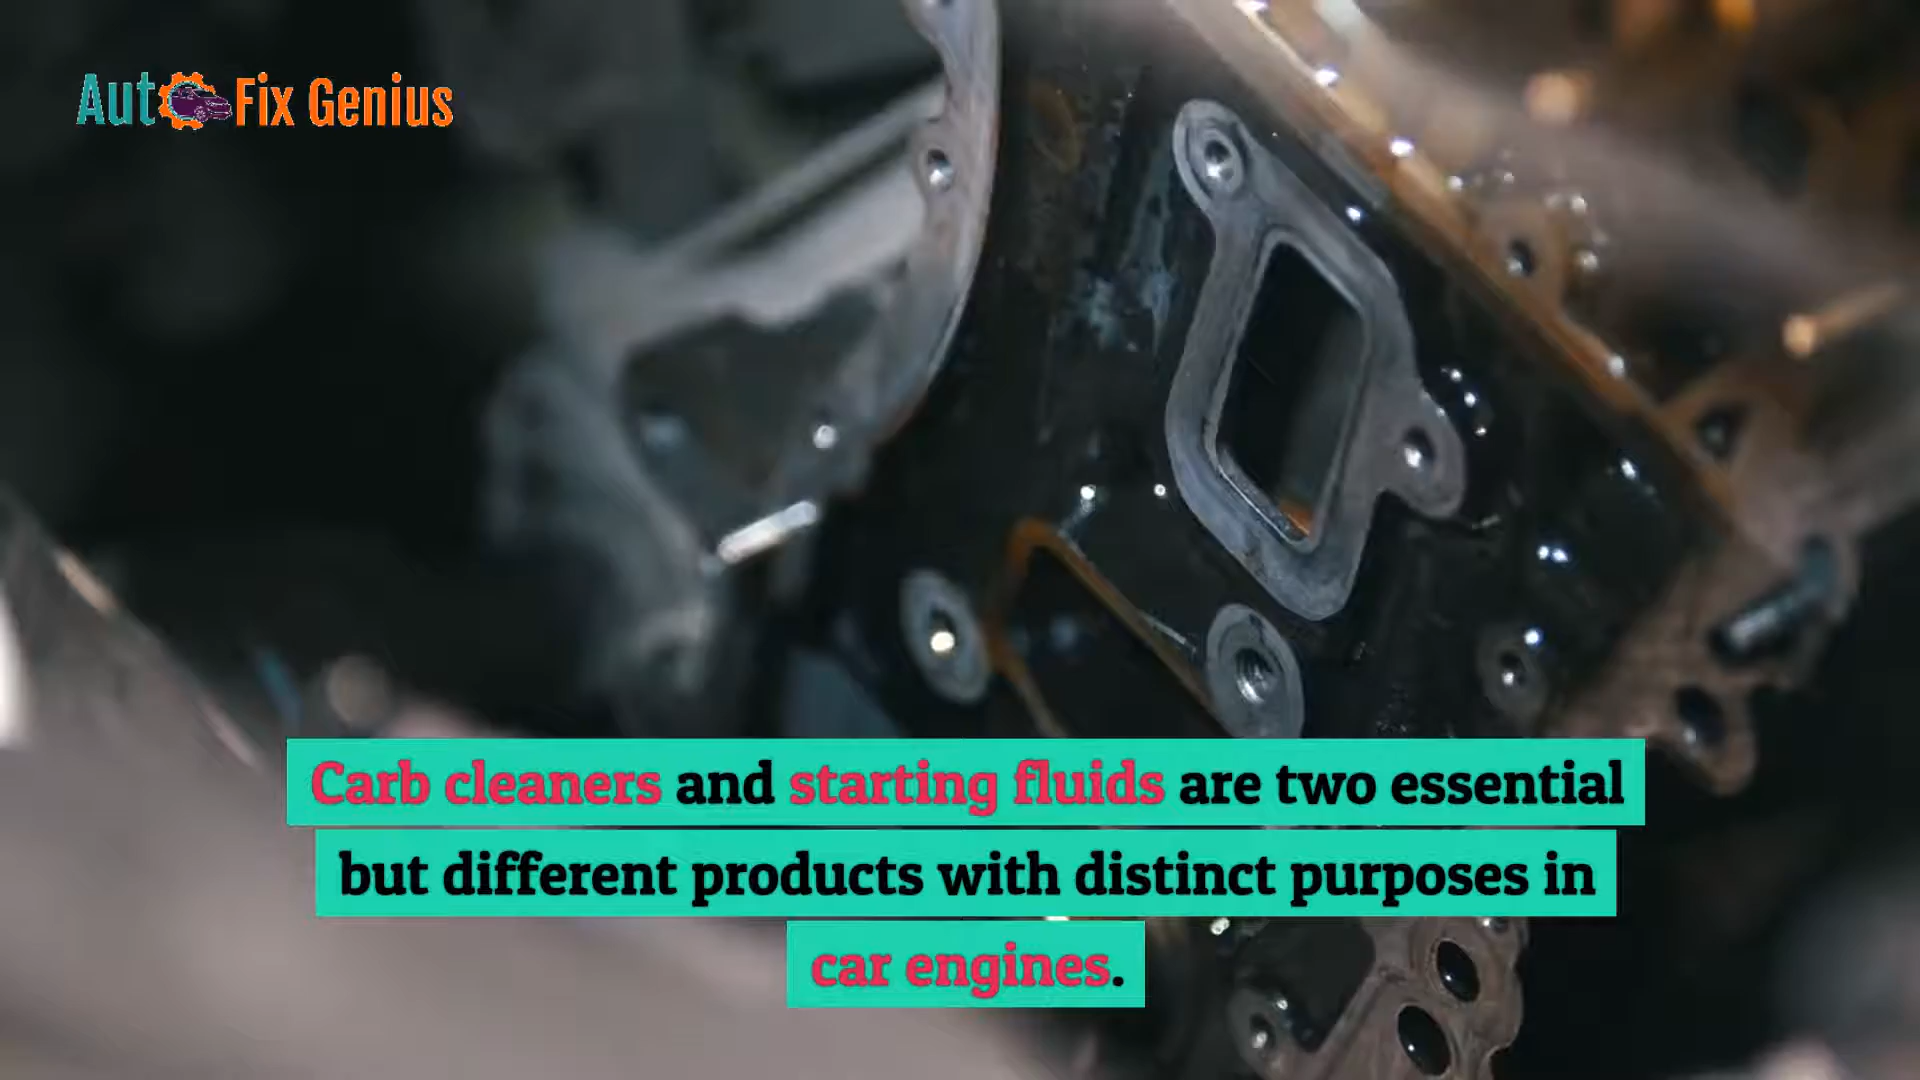 Auto Fix Genius
Carb cleaners and starting fluids are two essential
but different products with distinct purposes in
car engines.